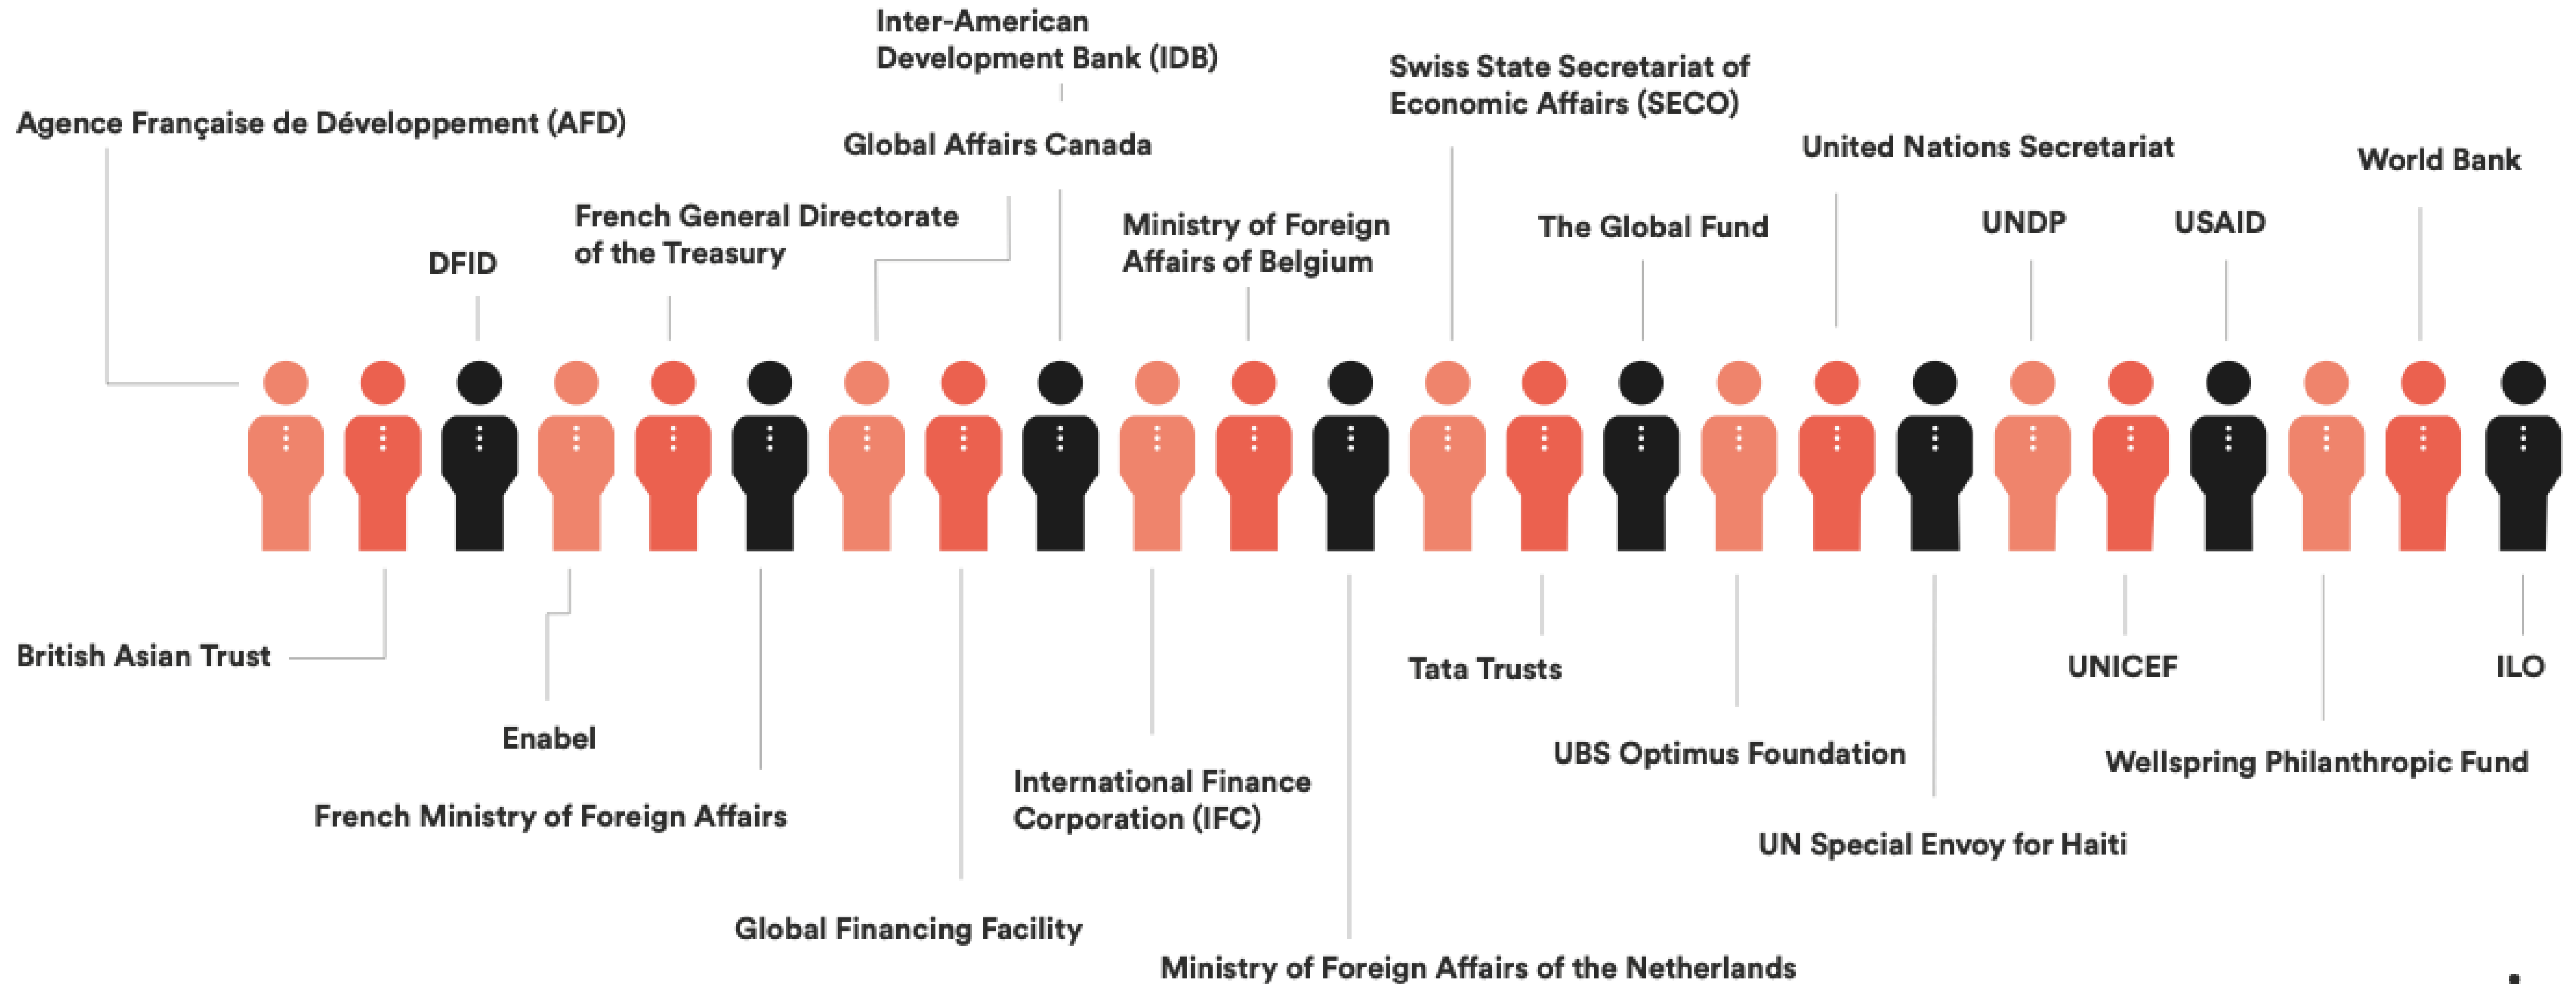 Inter-American
Development Bank (IDB)
Swiss State Secretariat of
Economic Affairs (SECO)
Agence Française de Développement (AFD)
Global Affairs Canada
United Nations Secretariat
World Bank
French General Directorate
of the Treasury
Ministry of Foreign
Affairs of Belgium
The Global Fund
UNDP
USAID
DFID
British Asian Trust
Tata Trusts
UNICEF
ILO
Enabel
UBS Optimus Foundation
Wellspring Philanthropic Fund
International Finance
Corporation (IFC)
French Ministry of Foreign Affairs
UN Special Envoy for Haiti
Global Financing Facility
Ministry of Foreign Affairs of the Netherlands